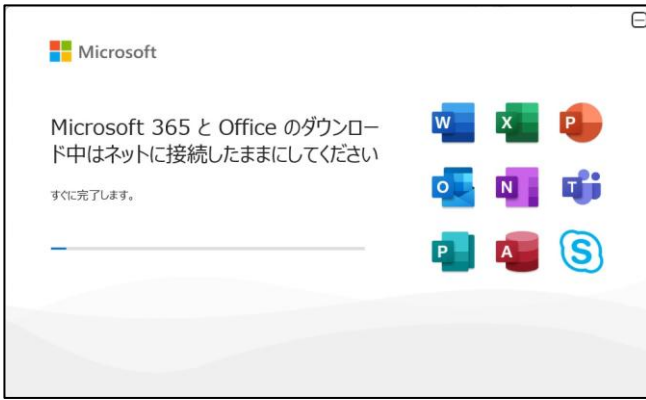 Microsoft
Microsoft 365 と Office のダウンロー
ド中はネットに接続したままにしてください
すぐに完了します。
W
X
P
O
N
T
P
A
S